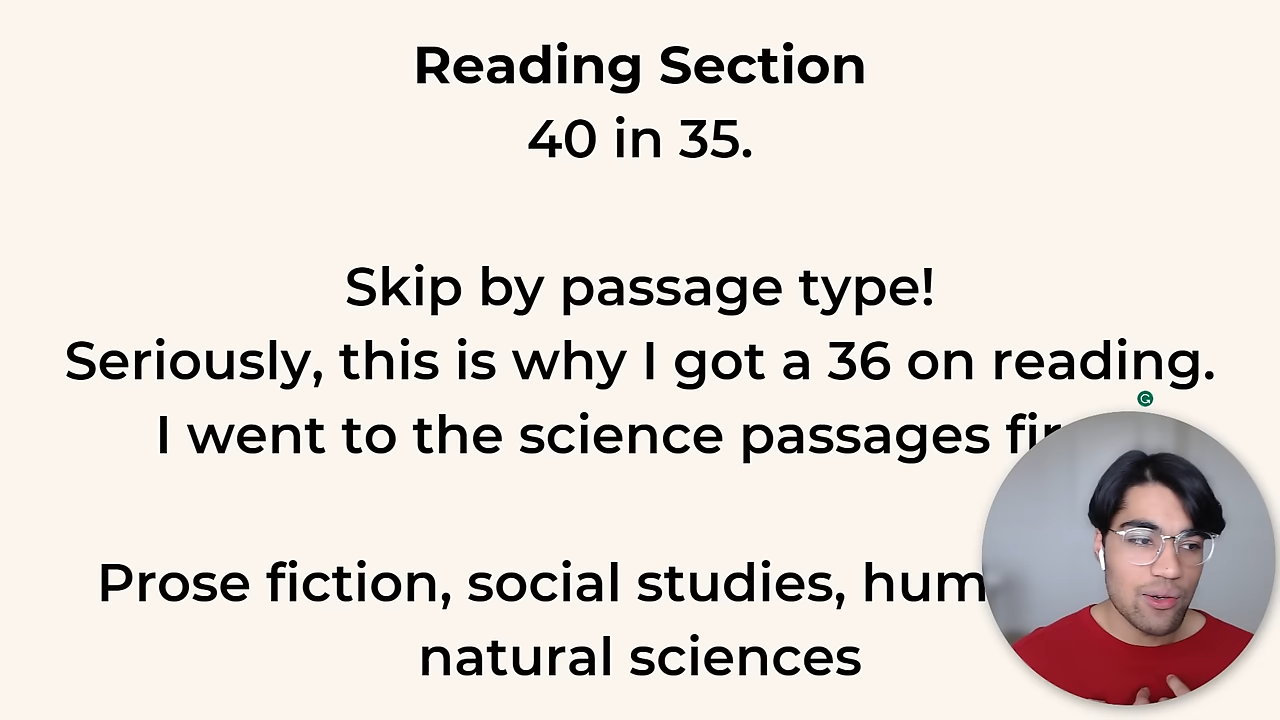 Reading Section
40 in 35.
Skip by passage type!
Seriously, this is why I got a 36 on reading.
I went to the science passages
Prose fiction, social studies,
natural sciences